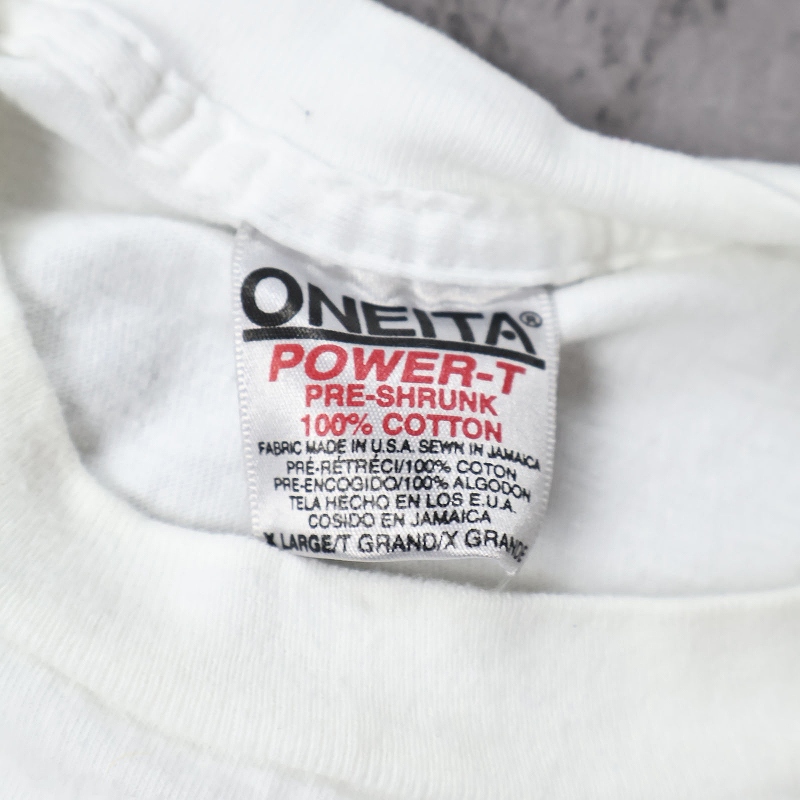 ONEITA®
POWER-T
PRE-SHRUNK
100% COTTON
FABRIC MADE IN U.S.A. SEWN IN JAMAICA
PRÉ-RÉTRÉCI/100% COTON
PRE-ENCOGIDO/100% ALGODON
TELA HECHO EN LOS E.U.A.
COSIDO EN JAMAICA
X LARGE/T GRAND/X GRANDE